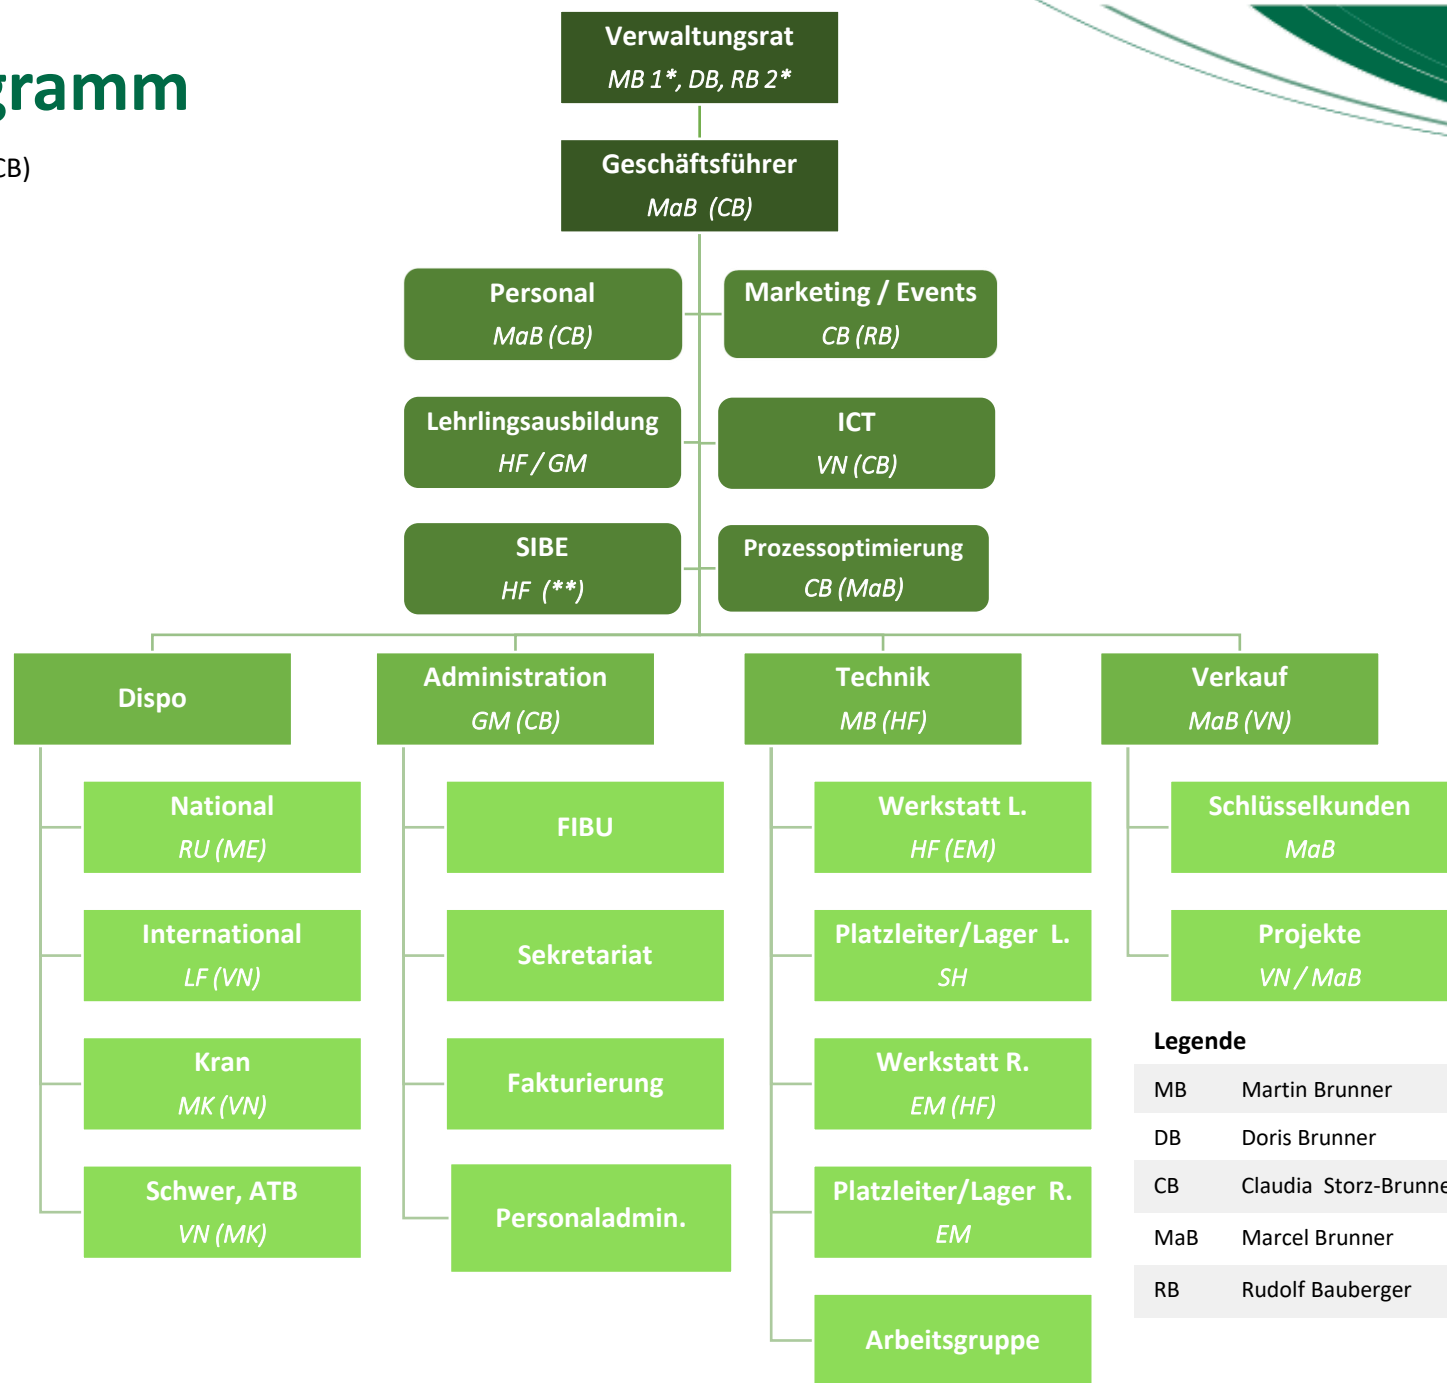 gramm
CB)
Verwaltungsrat
MB 1*, DB, RB 2*
Geschäftsführer
MaB (CB)
Personal
MaB (CB)
Marketing / Events
CB (RB)
Lehrlingsausbildung
HF / GM
ICT
VN (CB)
SIBE
HF (**)
Prozessoptimierung
CB (MaB)
Dispo
Administration
GM (CB)
Technik
MB (HF)
Verkauf
MaB (VN)
National
RU (ME)
International
LF (VN)
Kran
MK (VN)
Schwer, ATB
VN (MK)
FIBU
Sekretariat
Fakturierung
Personaladmin.
Werkstatt L.
HF (EM)
Platzleiter/Lager L.
SH
Werkstatt R.
EM (HF)
Platzleiter/Lager R.
EM
Arbeitsgruppe
Schlüsselkunden
MaB
Projekte
VN / MaB
Legende
MB Martin Brunner
DB Doris Brunner
CB Claudia Storz-Brunne
MaB Marcel Brunner
RB Rudolf Bauberger